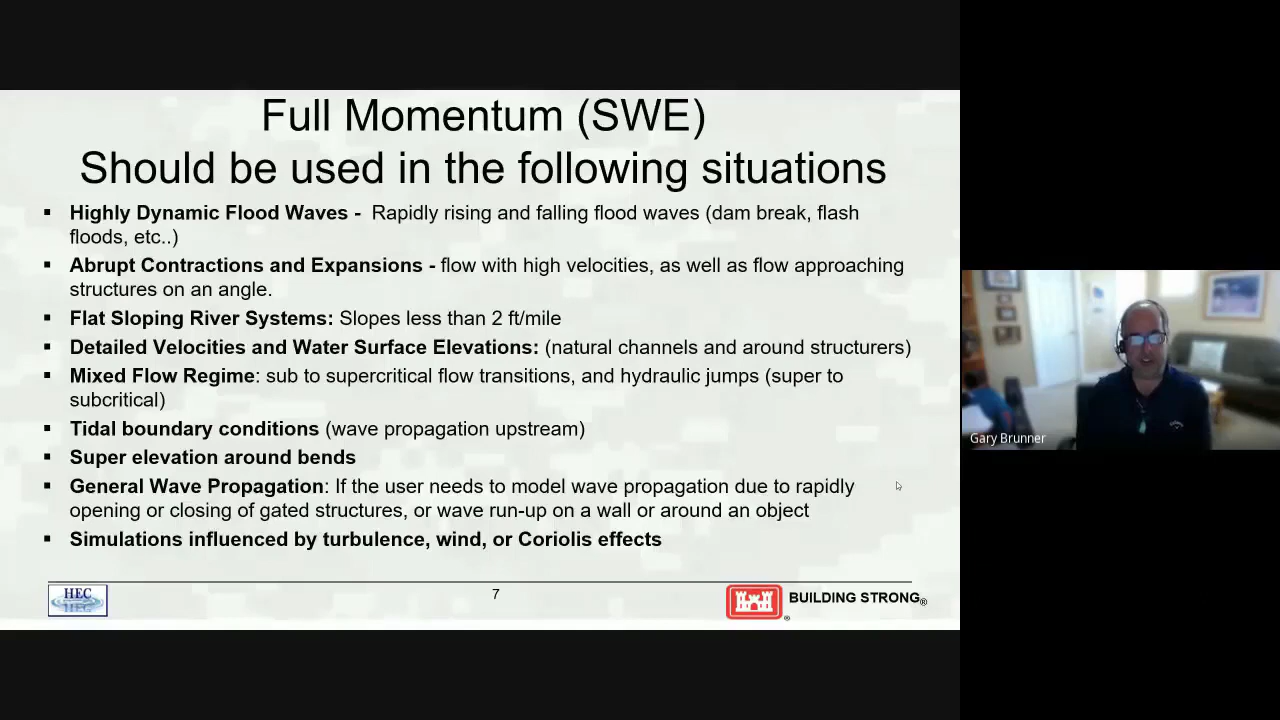 Full Momentum (SWE)
Should be used in the following situations
▪ Highly Dynamic Flood Waves - Rapidly rising and falling flood waves (dam break, flash
floods, etc..)
▪ Abrupt Contractions and Expansions - flow with high velocities, as well as flow approaching
structures on an angle.
▪ Flat Sloping River Systems: Slopes less than 2 ft/mile
▪ Detailed Velocities and Water Surface Elevations: (natural channels and around structurers)
▪ Mixed Flow Regime: sub to supercritical flow transitions, and hydraulic jumps (super to
subcritical)
▪ Tidal boundary conditions (wave propagation upstream)
▪ Super elevation around bends
▪ General Wave Propagation: If the user needs to model wave propagation due to rapidly
opening or closing of gated structures, or wave run-up on a wall or around an object
▪ Simulations influenced by turbulence, wind, or Coriolis effects
HEC
7
BUILDING STRONG®
®
Gary Brunner